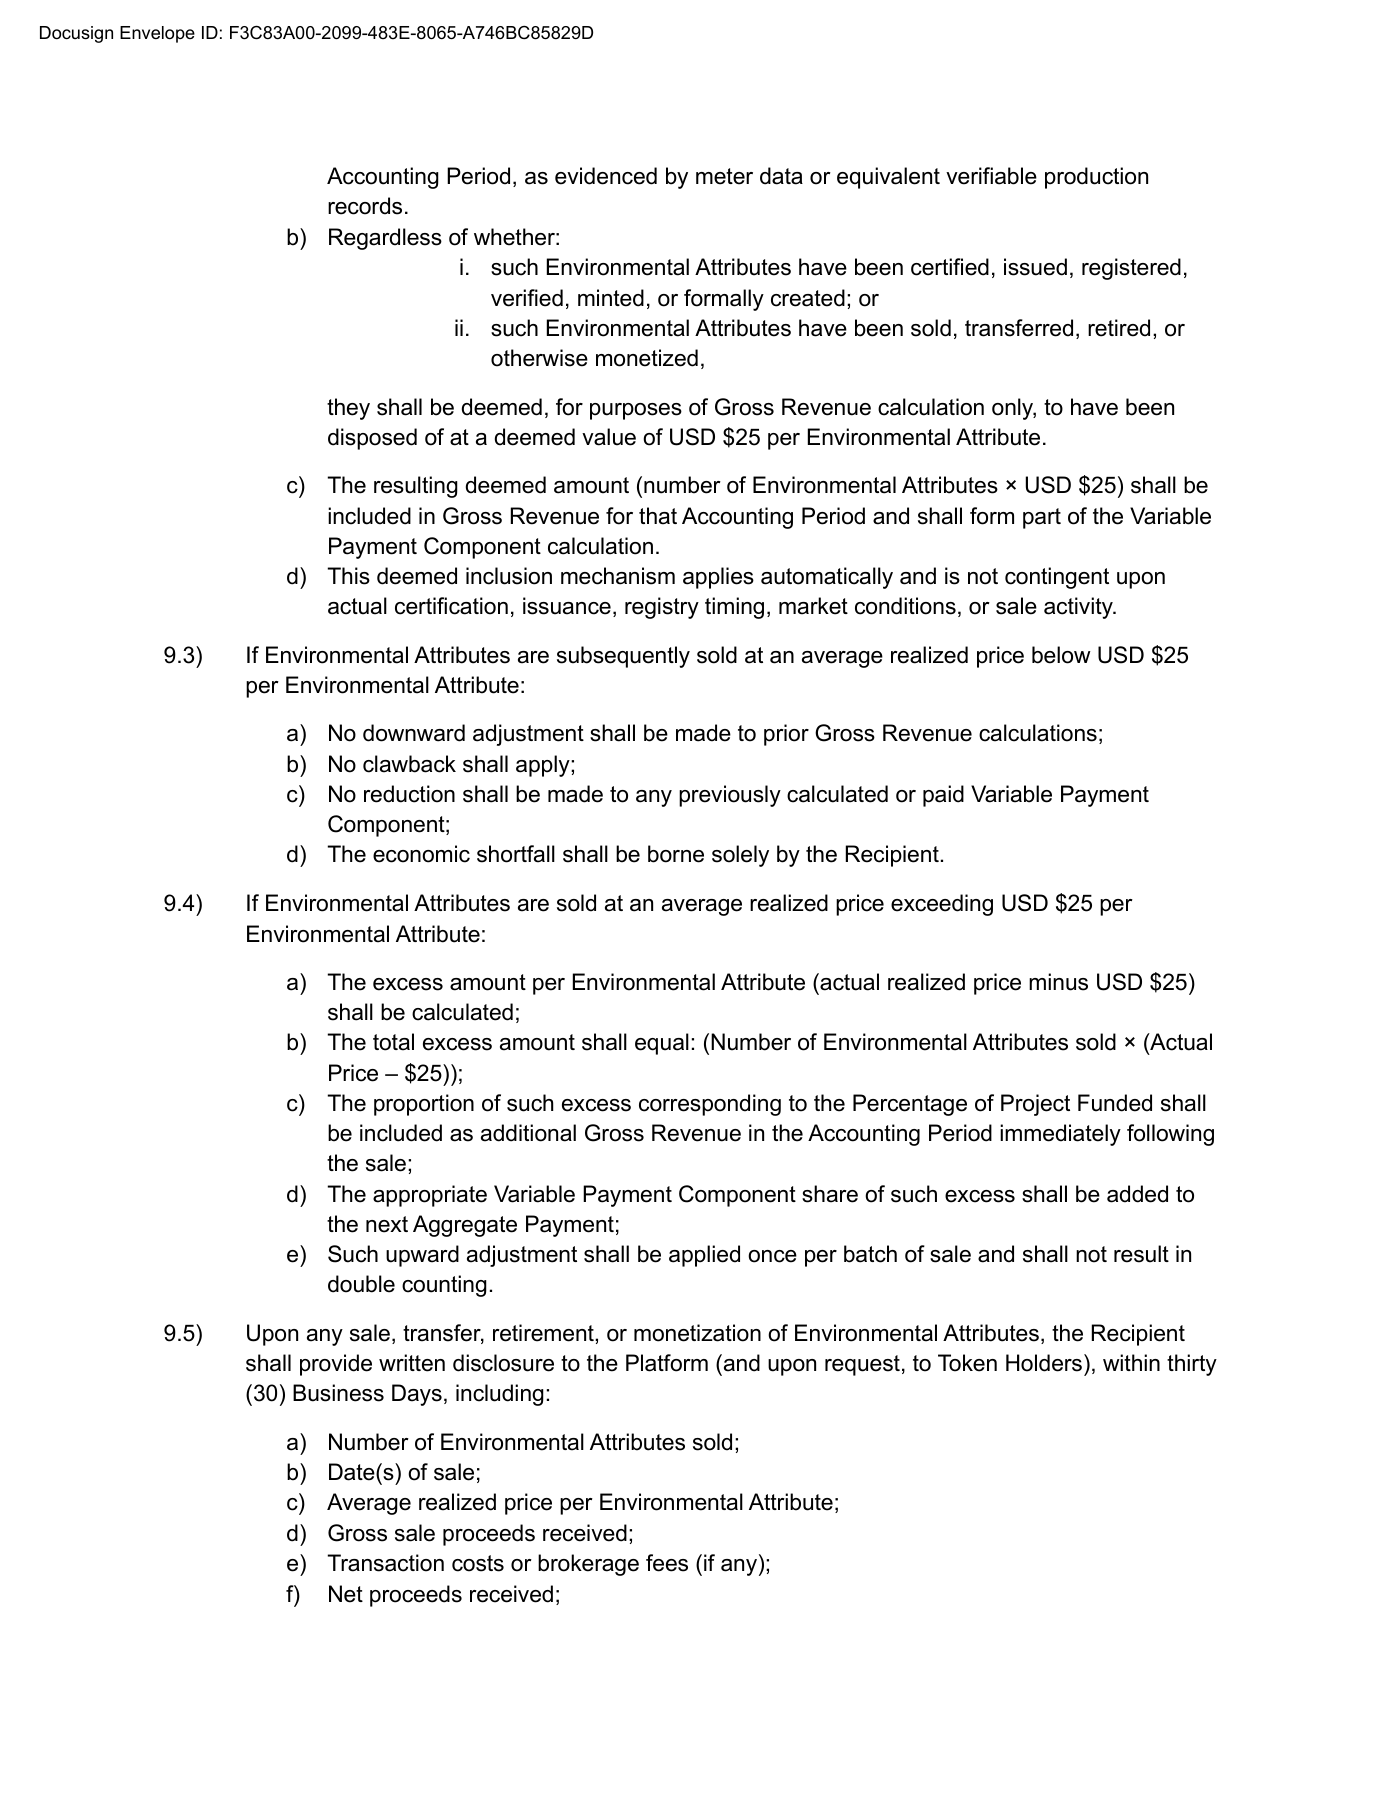 Docusign Envelope ID: F3C83A00-2099-483E-8065-A746BC85829D
Accounting Period, as evidenced by meter data or equivalent verifiable production
records.
b) Regardless of whether:
i. such Environmental Attributes have been certified, issued, registered,
verified, minted, or formally created; or
ii. such Environmental Attributes have been sold, transferred, retired, or
otherwise monetized,
they shall be deemed, for purposes of Gross Revenue calculation only, to have been
disposed of at a deemed value of USD $25 per Environmental Attribute.
c) The resulting deemed amount (number of Environmental Attributes × USD $25) shall be
included in Gross Revenue for that Accounting Period and shall form part of the Variable
Payment Component calculation.
d) This deemed inclusion mechanism applies automatically and is not contingent upon
actual certification, issuance, registry timing, market conditions, or sale activity.
9.3) If Environmental Attributes are subsequently sold at an average realized price below USD $25
per Environmental Attribute:
a) No downward adjustment shall be made to prior Gross Revenue calculations;
b) No clawback shall apply;
c) No reduction shall be made to any previously calculated or paid Variable Payment
Component;
d) The economic shortfall shall be borne solely by the Recipient.
9.4) If Environmental Attributes are sold at an average realized price exceeding USD $25 per
Environmental Attribute:
a) The excess amount per Environmental Attribute (actual realized price minus USD $25)
shall be calculated;
b) The total excess amount shall equal: (Number of Environmental Attributes sold × (Actual
Price – $25));
c) The proportion of such excess corresponding to the Percentage of Project Funded shall
be included as additional Gross Revenue in the Accounting Period immediately following
the sale;
d) The appropriate Variable Payment Component share of such excess shall be added to
the next Aggregate Payment;
e) Such upward adjustment shall be applied once per batch of sale and shall not result in
double counting.
9.5) Upon any sale, transfer, retirement, or monetization of Environmental Attributes, the Recipient
shall provide written disclosure to the Platform (and upon request, to Token Holders), within thirty
(30) Business Days, including:
a) Number of Environmental Attributes sold;
b) Date(s) of sale;
c) Average realized price per Environmental Attribute;
d) Gross sale proceeds received;
e) Transaction costs or brokerage fees (if any);
f) Net proceeds received;